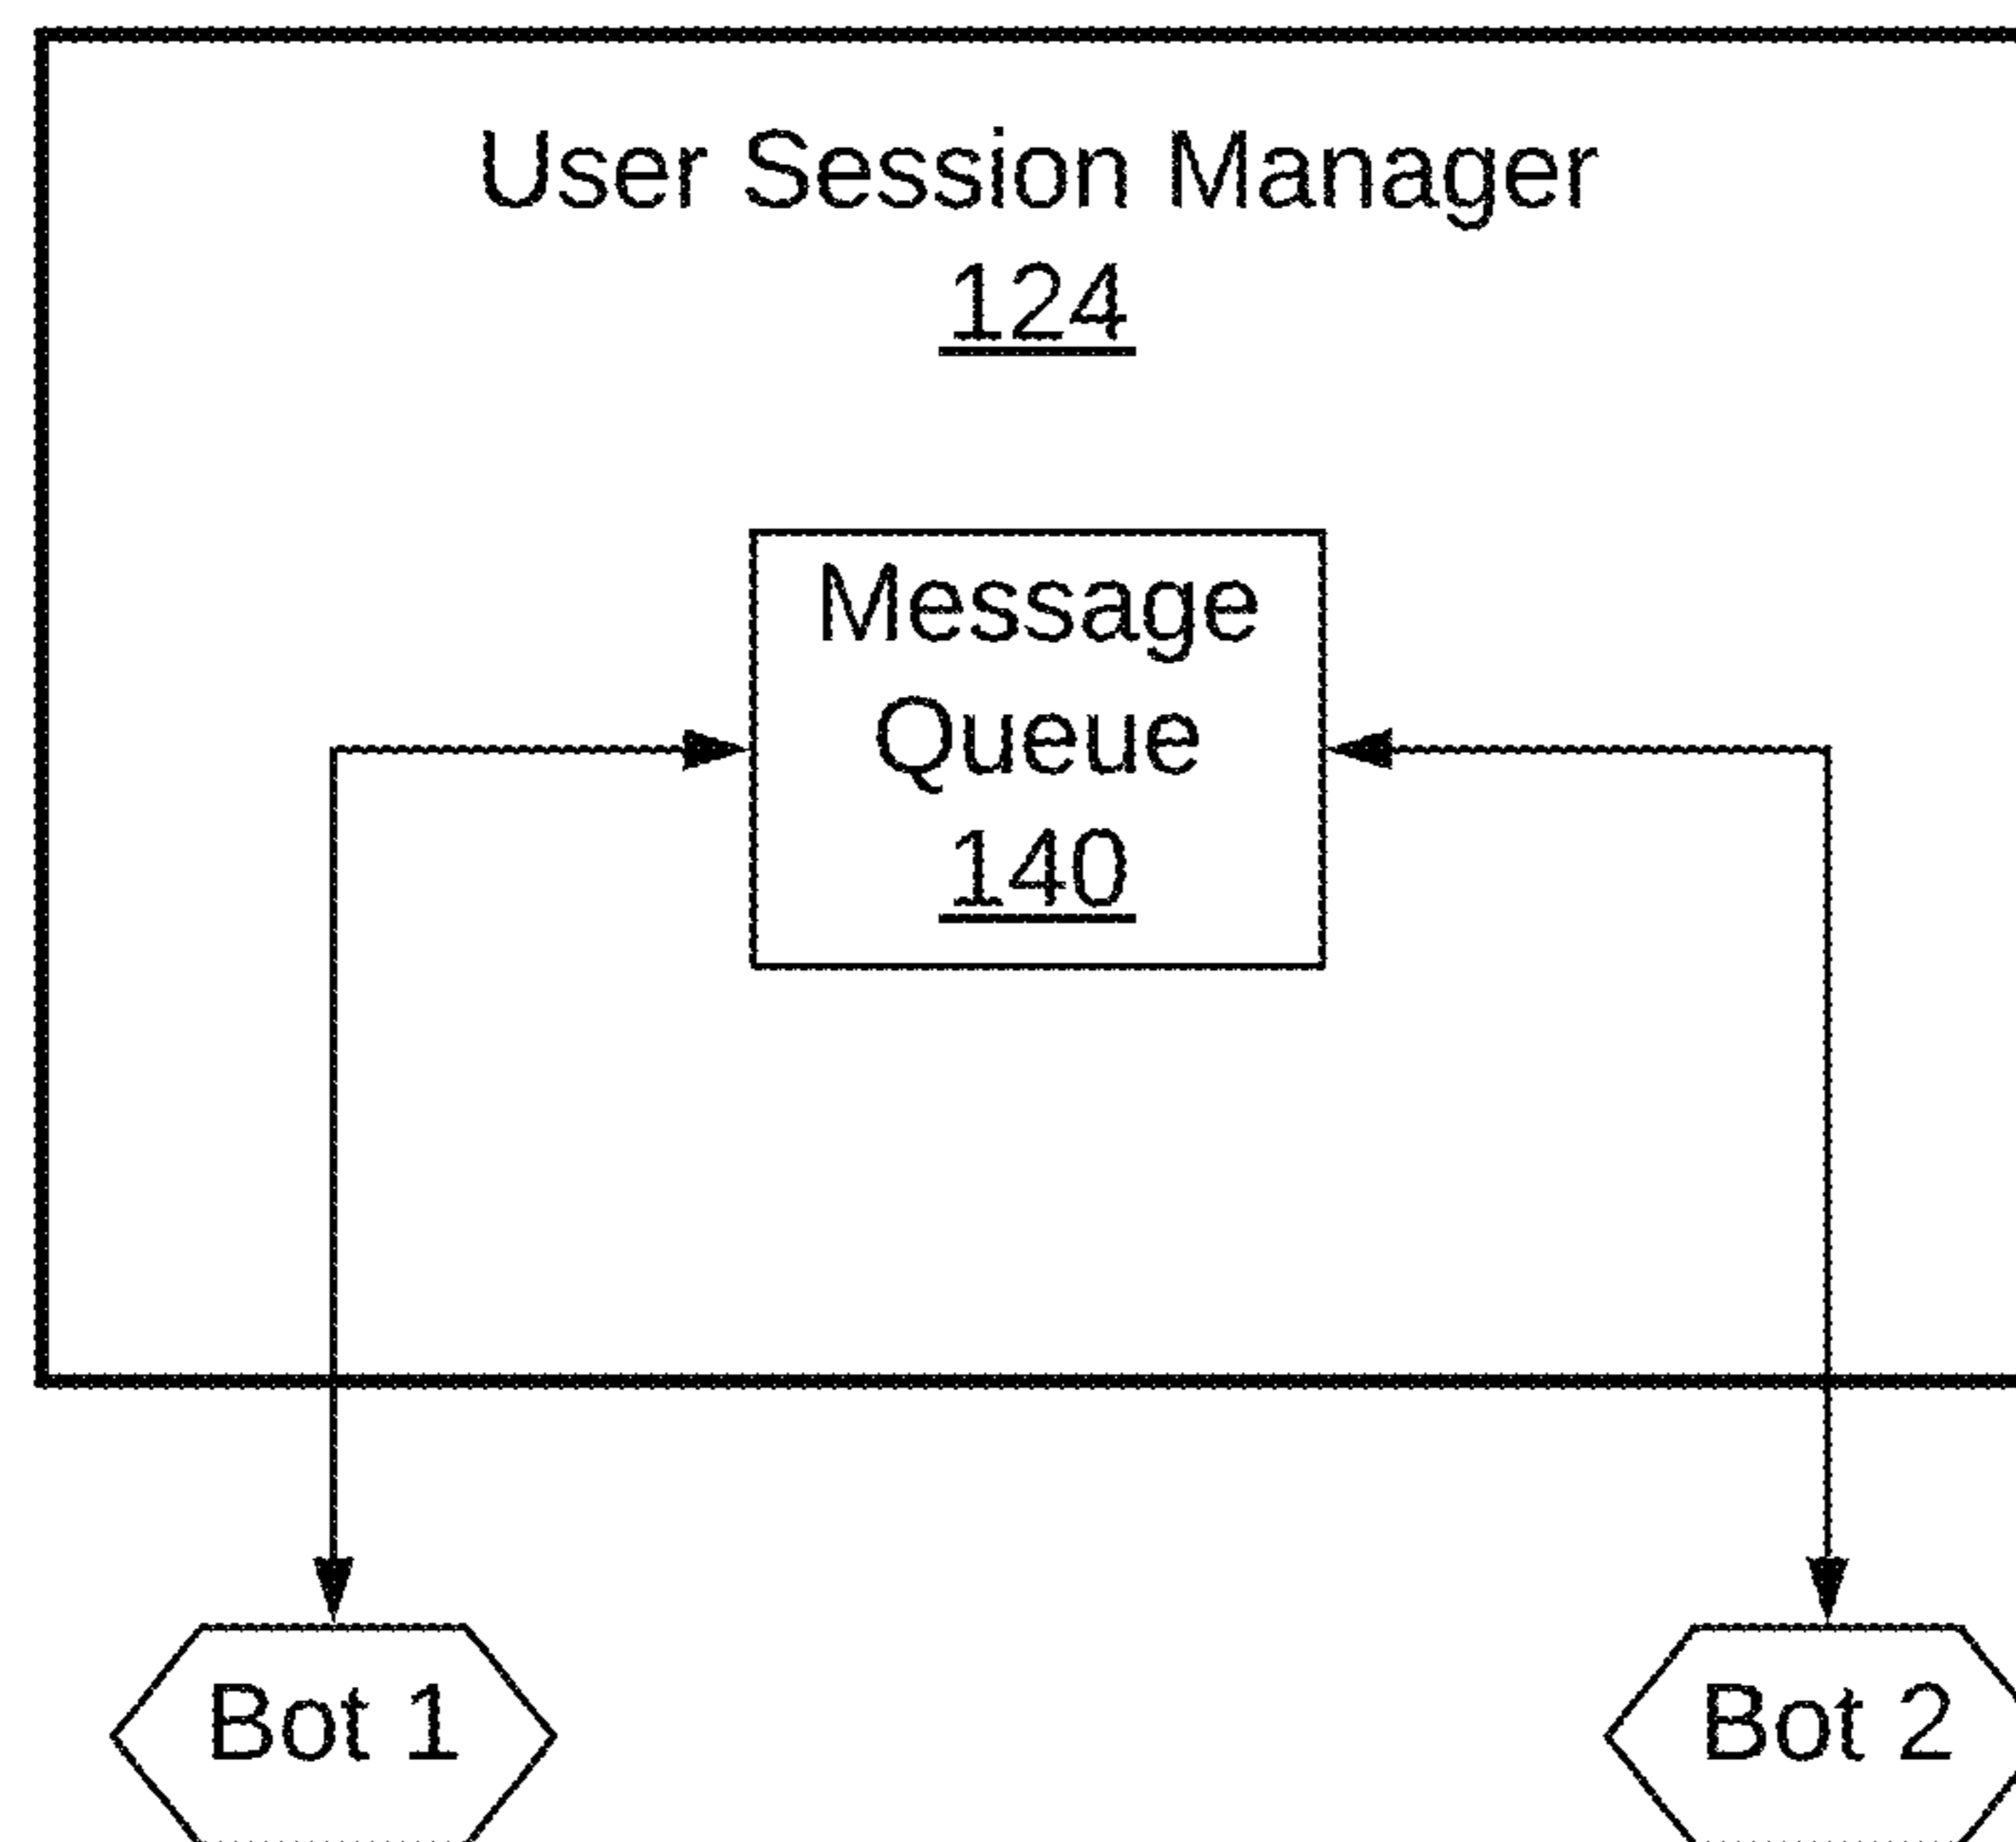 User Session Manager
124
Message
Queue
140
Bot 1
Bot 2